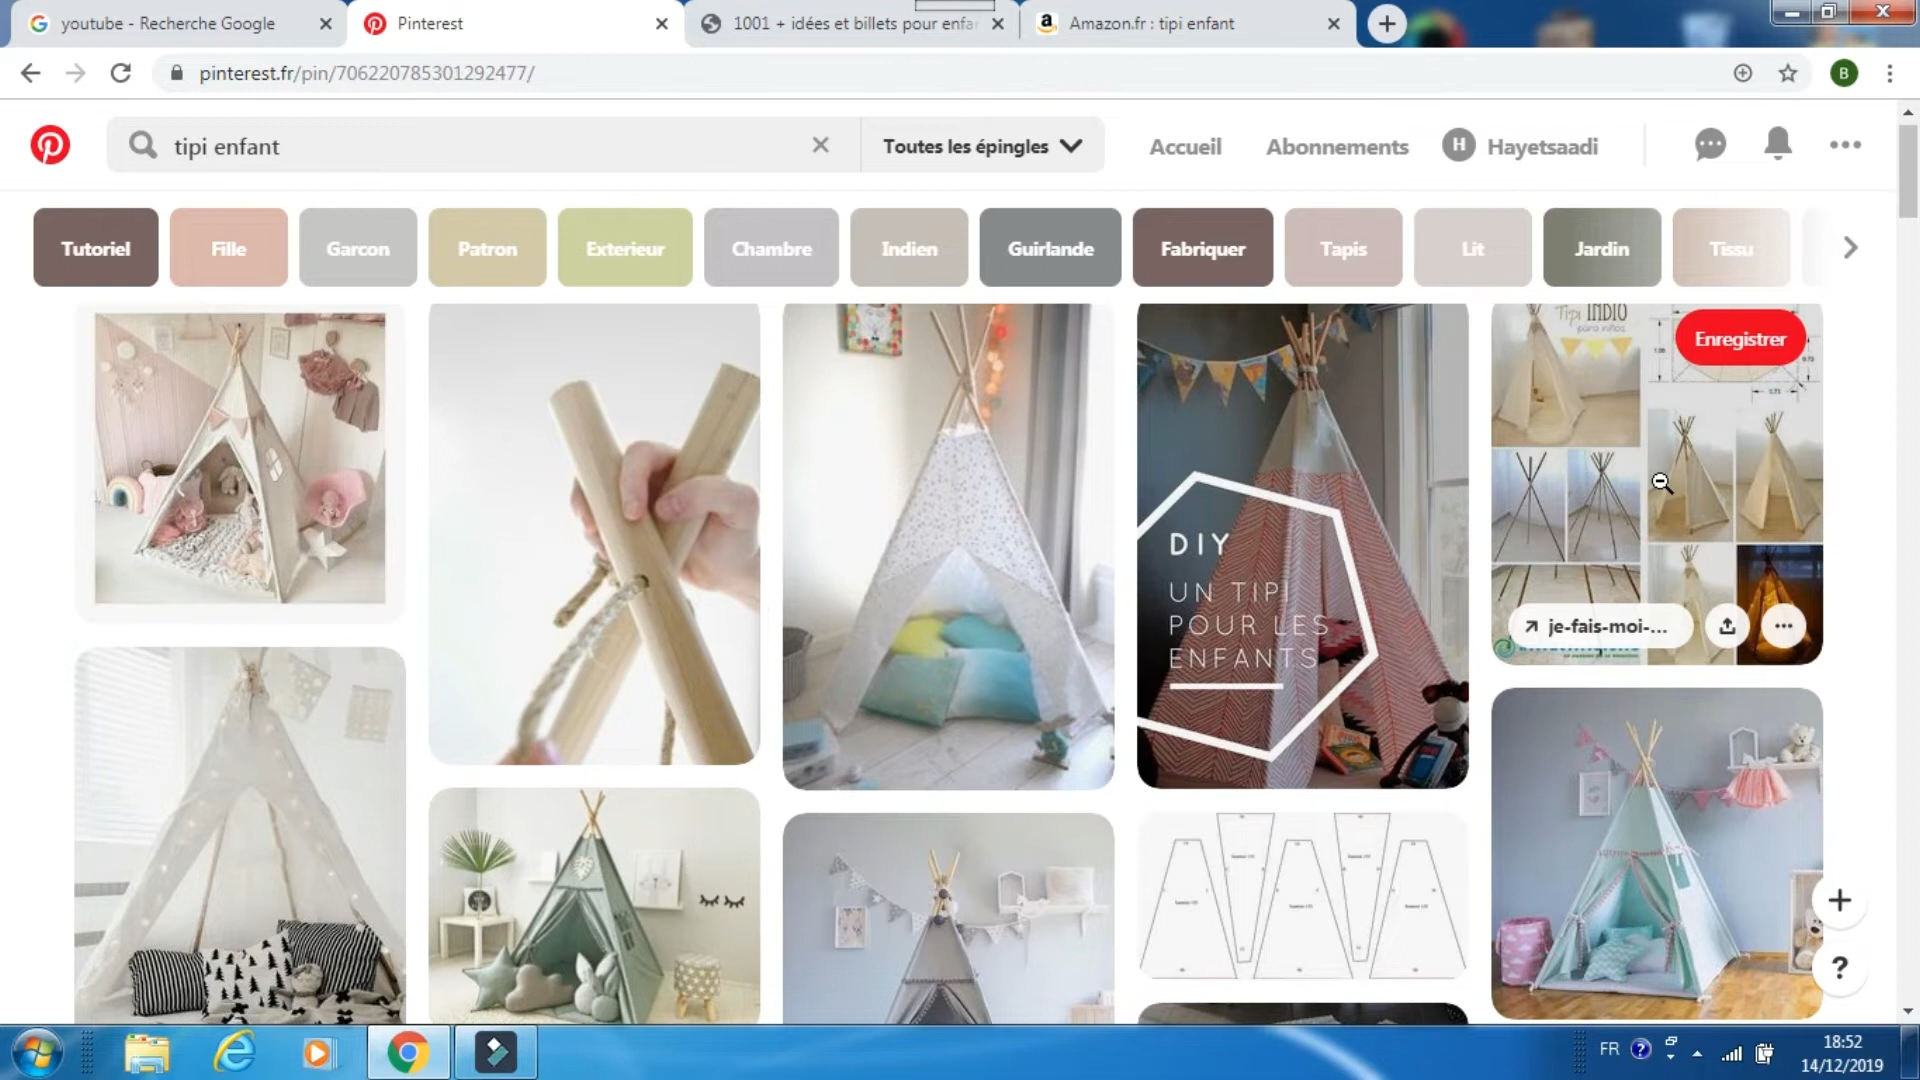 youtube - Recherche Google
Pinterest
1001 + idées et billets pour enfa
Amazon.fr : tipi enfant
pinterest.fr/pin/706220785301292477/
B
tipi enfant
Toutes les épingles
Accueil
Abonnements
H
Hayetsaadi
Tutoriel
Fille
Garcon
Patron
Exterieur
Chambre
Indien
Guirlande
Fabriquer
Tapis
Lit
Jardin
Tissu
Tipi INDIO
para niños
Enregistrer
DIY
UN TIPI
POUR LES
ENFANTS
je-fais-moi-...
FR
18:52
14/12/2019